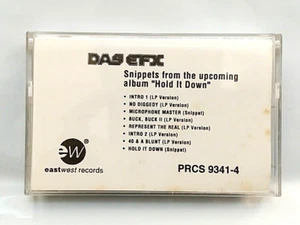 DAS EFX
Snippets from the upcoming
album "Hold It Down"
• INTRO 1 (LP Version)
• NO DIGGEDY (LP Version)
• MICROPHONE MASTER (Snippet)
• BUCK, BUCK II (LP Version)
• REPRESENT THE REAL (LP Version)
• INTRO 2 (LP Version)
• 40 & A BLUNT (LP Version)
• HOLD IT DOWN (Snippet)
ew
eastwest records
PRCS 9341-4